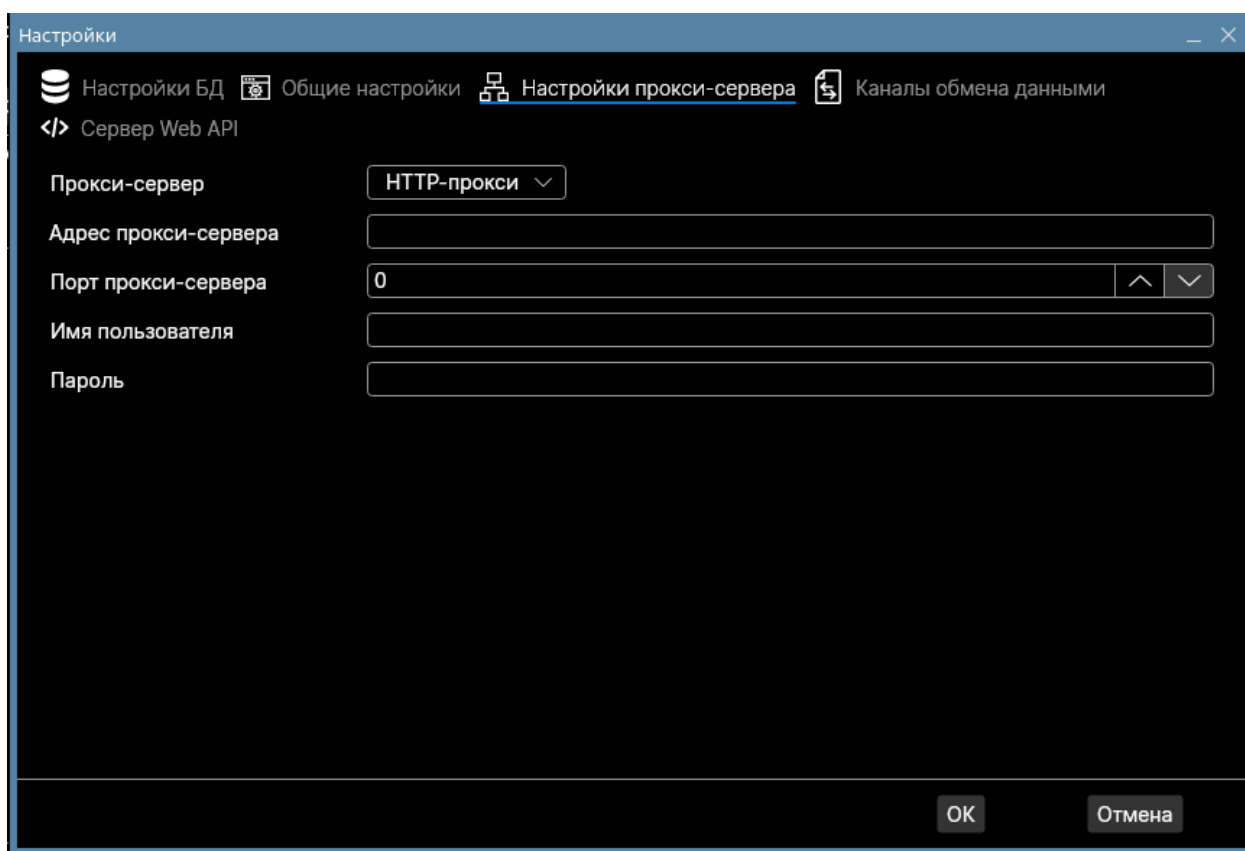 Настройки
Настройки БД Общие настройки Настройки прокси-сервера Каналы обмена данными
Сервер Web API
Прокси-сервер HTTP-прокси
Адрес прокси-сервера
Порт прокси-сервера 0
Имя пользователя
Пароль
ОК Отмена